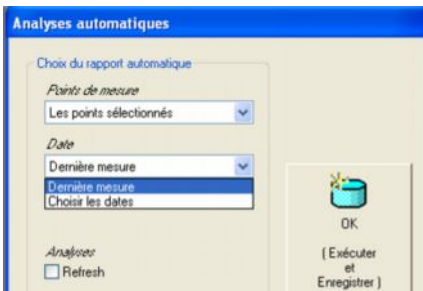 Analyses automatiques
Choix du rapport automatique
Points de mesure
Les points sélectionnés
Date
Dernière mesure
Dernière mesure
Choisir les dates
Analyses
Refresh
OK
( Exécuter
et
Enregistrer )